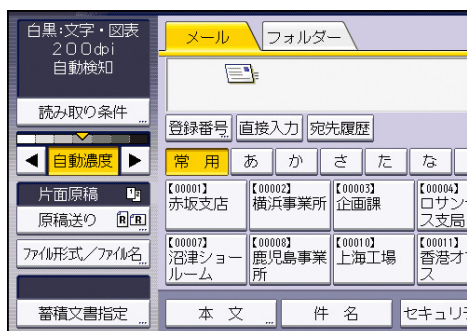 白黒:文字・図表
200dpi
自動検知
読み取り条件
自動濃度
片面原稿
原稿送り
ファイル形式/ファイル名
蓄積文書指定
メール フォルダー
登録番号 直接入力 宛先履歴
常用 あ か さ た な
【00001】 【00002】 【00003】 【00004】
赤坂支店 横浜事業所 企画課 ロサン
ス支局
【00007】 【00008】 【00010】 【00011】
沼津ショー 鹿児島事業 上海工場 香港オ
ルーム 所 ス
本文 件名 セキュリ